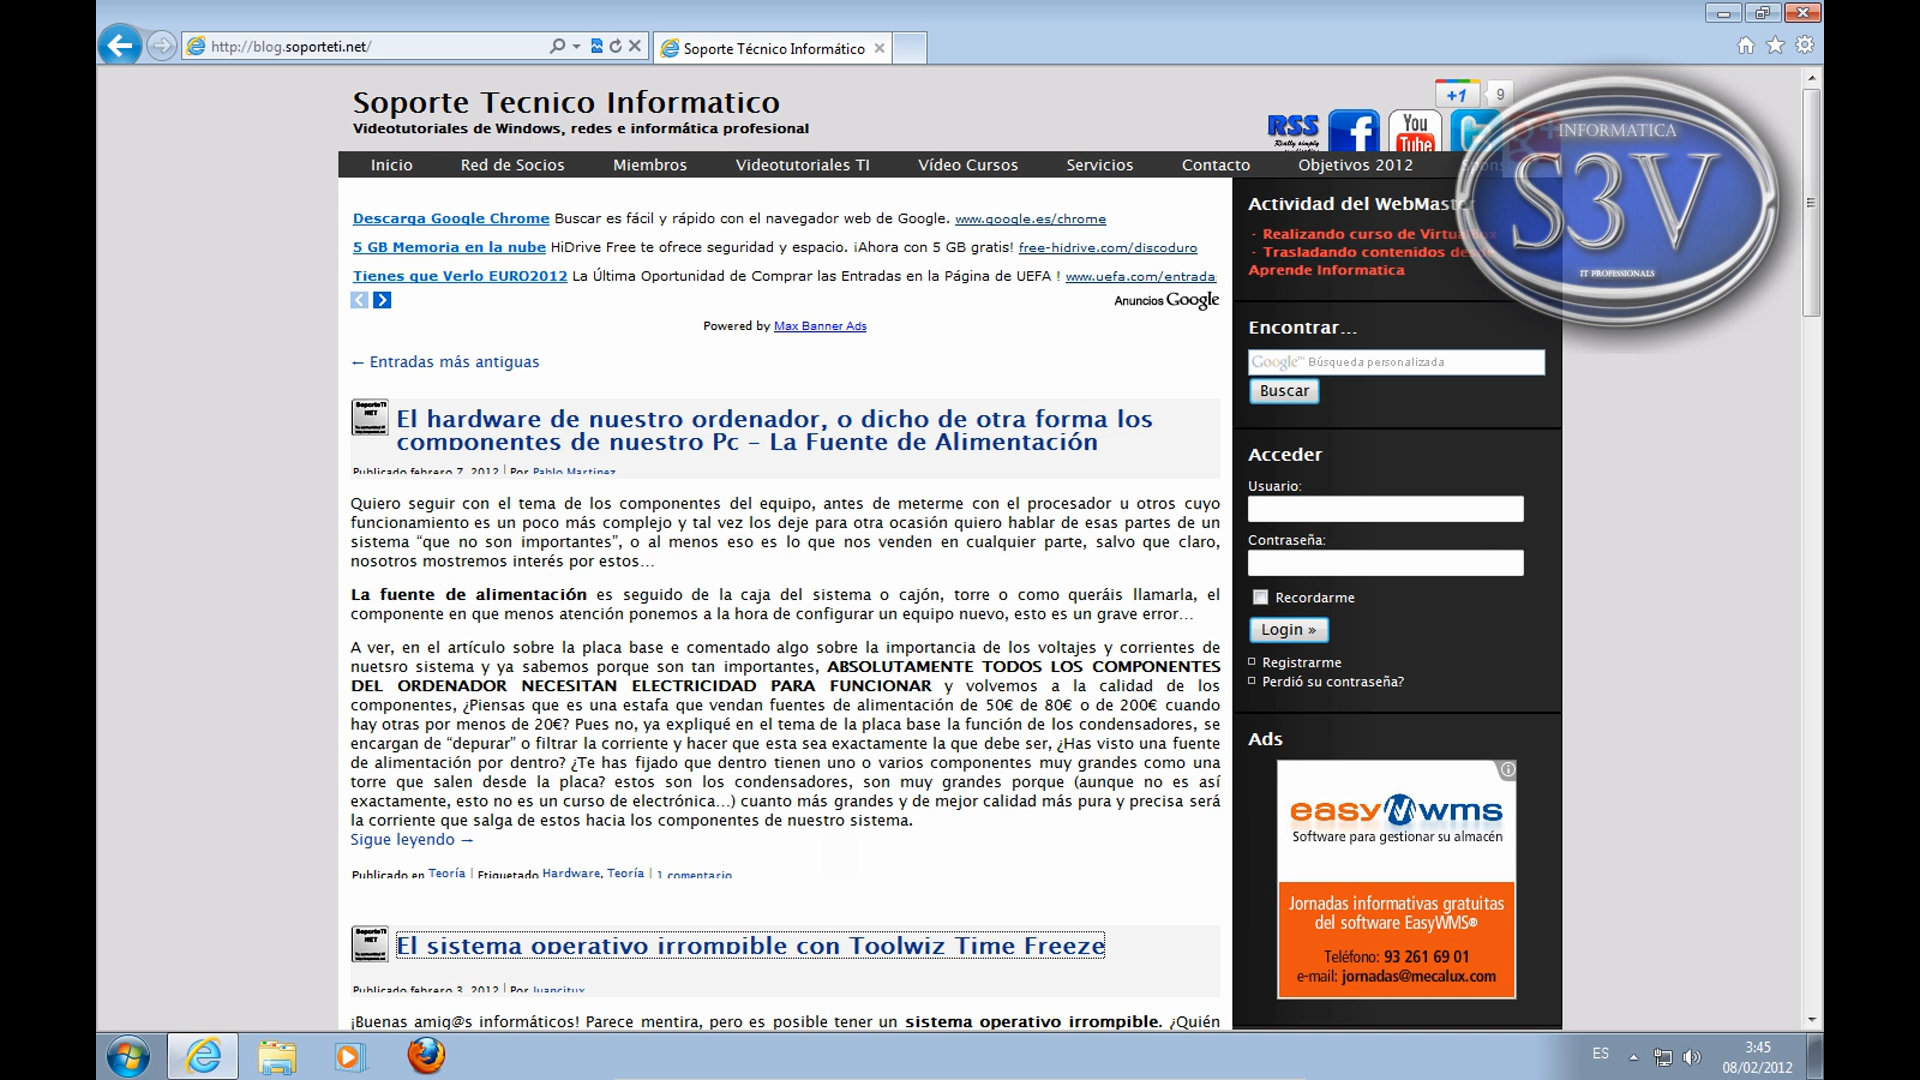 http://blog.soporteti.net/
Soporte Técnico Informático
Soporte Tecnico Informatico
Videotutoriales de Windows, redes e informática profesional
+1 9
RSS
You
Tube
Inicio Red de Socios Miembros Videotutoriales TI Vídeo Cursos Servicios Contacto Objetivos 2012
INFORMATICA
S3V
IT PROFESSIONALS
Descarga Google Chrome Buscar es fácil y rápido con el navegador web de Google. www.google.es/chrome
5 GB Memoria en la nube HiDrive Free te ofrece seguridad y espacio. ¡Ahora con 5 GB gratis! free-hidrive.com/discoduro
Tienes que Verlo EURO2012 La Última Oportunidad de Comprar las Entradas en la Página de UEFA ! www.uefa.com/entrada
Anuncios Google
Powered by Max Banner Ads
← Entradas más antiguas
El hardware de nuestro ordenador, o dicho de otra forma los
componentes de nuestro Pc – La Fuente de Alimentación
Publicado febrero 7, 2012 | Por Pablo Martinez
Quiero seguir con el tema de los componentes del equipo, antes de meterme con el procesador u otros cuyo
funcionamiento es un poco más complejo y tal vez los deje para otra ocasión quiero hablar de esas partes de un
sistema “que no son importantes”, o al menos eso es lo que nos venden en cualquier parte, salvo que claro,
nosotros mostremos interés por estos…
La fuente de alimentación es seguido de la caja del sistema o cajón, torre o como queráis llamarla, el
componente en que menos atención ponemos a la hora de configurar un equipo nuevo, esto es un grave error…
A ver, en el artículo sobre la placa base e comentado algo sobre la importancia de los voltajes y corrientes de
nuetsro sistema y ya sabemos porque son tan importantes, ABSOLUTAMENTE TODOS LOS COMPONENTES
DEL ORDENADOR NECESITAN ELECTRICIDAD PARA FUNCIONAR y volvemos a la calidad de los
componentes, ¿Piensas que es una estafa que vendan fuentes de alimentación de 50€ de 80€ o de 200€ cuando
hay otras por menos de 20€? Pues no, ya expliqué en el tema de la placa base la función de los condensadores, se
encargan de “depurar” o filtrar la corriente y hacer que esta sea exactamente la que debe ser, ¿Has visto una fuente
de alimentación por dentro? ¿Te has fijado que dentro tienen uno o varios componentes muy grandes como una
torre que salen desde la placa? estos son los condensadores, son muy grandes porque (aunque no es así
exactamente, esto no es un curso de electrónica…) cuanto más grandes y de mejor calidad más pura y precisa será
la corriente que salga de estos hacia los componentes de nuestro sistema.
Sigue leyendo →
Publicado en Teoría | Etiquetado Hardware, Teoría | 1 comentario
El sistema operativo irrompible con Toolwiz Time Freeze
Publicado febrero 3, 2012 | Por Juancitux
¡Buenas amig@s informáticos! Parece mentira, pero es posible tener un sistema operativo irrompible. ¿Quién
Actividad del WebMaster
- Realizando curso de VirtualBox
- Trasladando contenidos desde
Aprende Informatica
Encontrar...
Google™ Búsqueda personalizada
Buscar
Acceder
Usuario:
Contraseña:
Recordarme
Login »
Registrarme
Perdió su contraseña?
Ads
easy wms
Software para gestionar su almacén
Jornadas informativas gratuitas
del software EasyWMS®
Teléfono: 93 261 69 01
e-mail: jornadas@mecalux.com
ES
3:45
08/02/2012